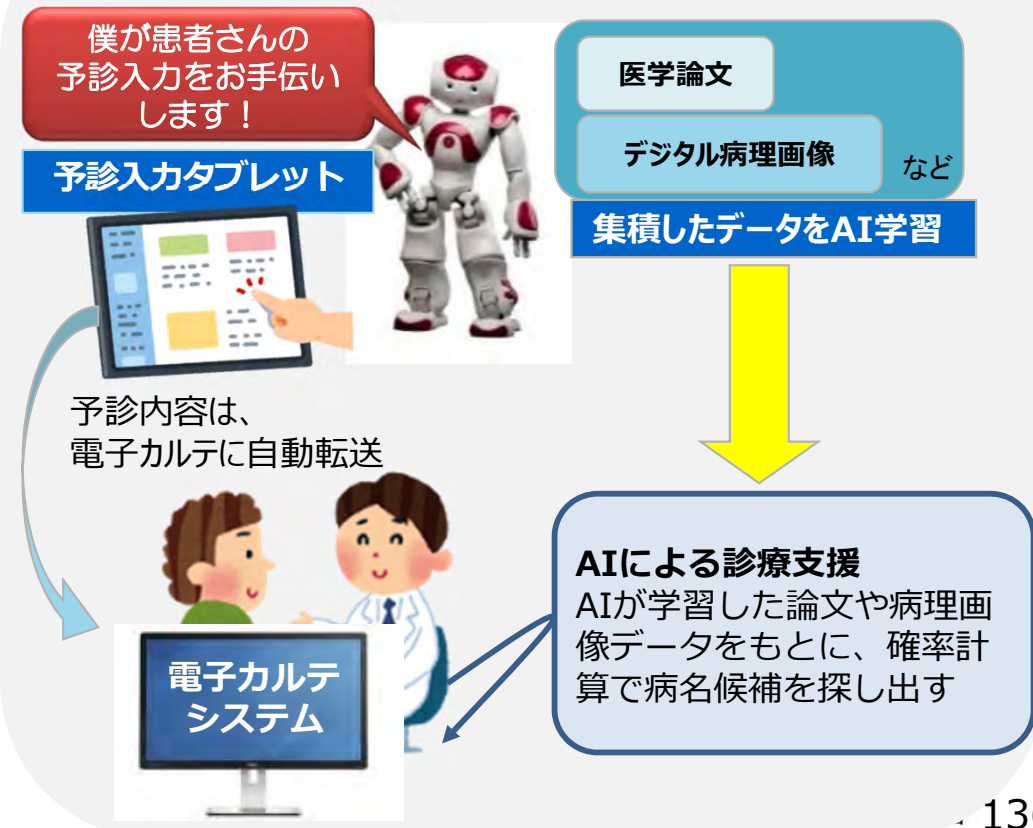 僕が患者さんの
予診入力をお手伝い
します！
予診入力タブレット
予診内容は、
電子カルテに自動転送
電子カルテ
システム
医学論文
デジタル病理画像
など
集積したデータをAI学習
AIによる診療支援
AIが学習した論文や病理画
像データをもとに、確率計
算で病名候補を探し出す
13